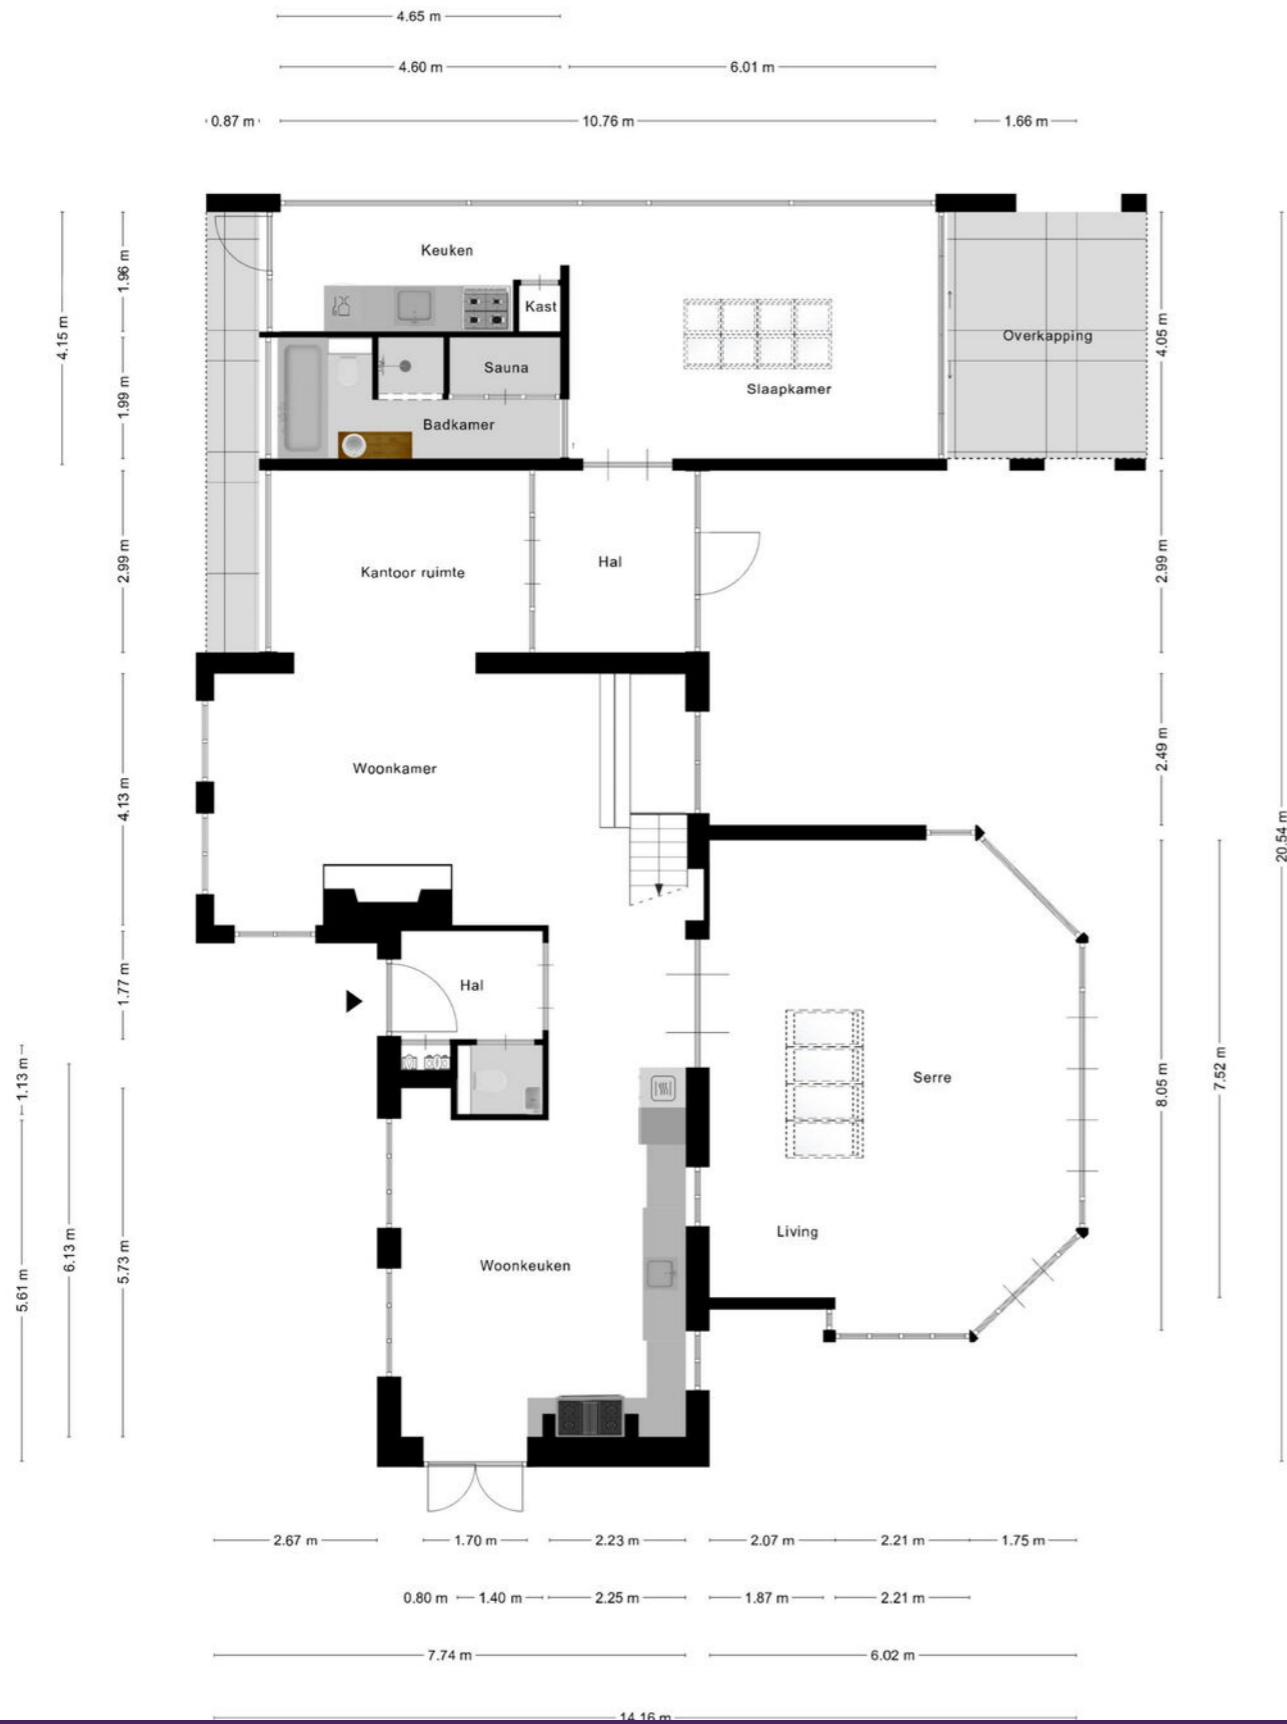 4.65 m
4.60 m
6.01 m
0.87 m
10.76 m
1.66 m
Keuken
1.96 m
Kast
4.15 m
4.05 m
Overkapping
Sauna
Slaapkamer
1.99 m
Badkamer
2.99 m
Hal
2.99 m
Kantoor ruimte
2.49 m
Woonkamer
4.13 m
20.54 m
1.77 m
Hal
1.13 m
Serre
8.05 m
7.52 m
Living
6.13 m
5.73 m
Woonkeuken
5.61 m
2.67 m
1.70 m
2.23 m
2.07 m
2.21 m
1.75 m
0.80 m
1.40 m
2.25 m
1.87 m
2.21 m
7.74 m
6.02 m
14.16 m